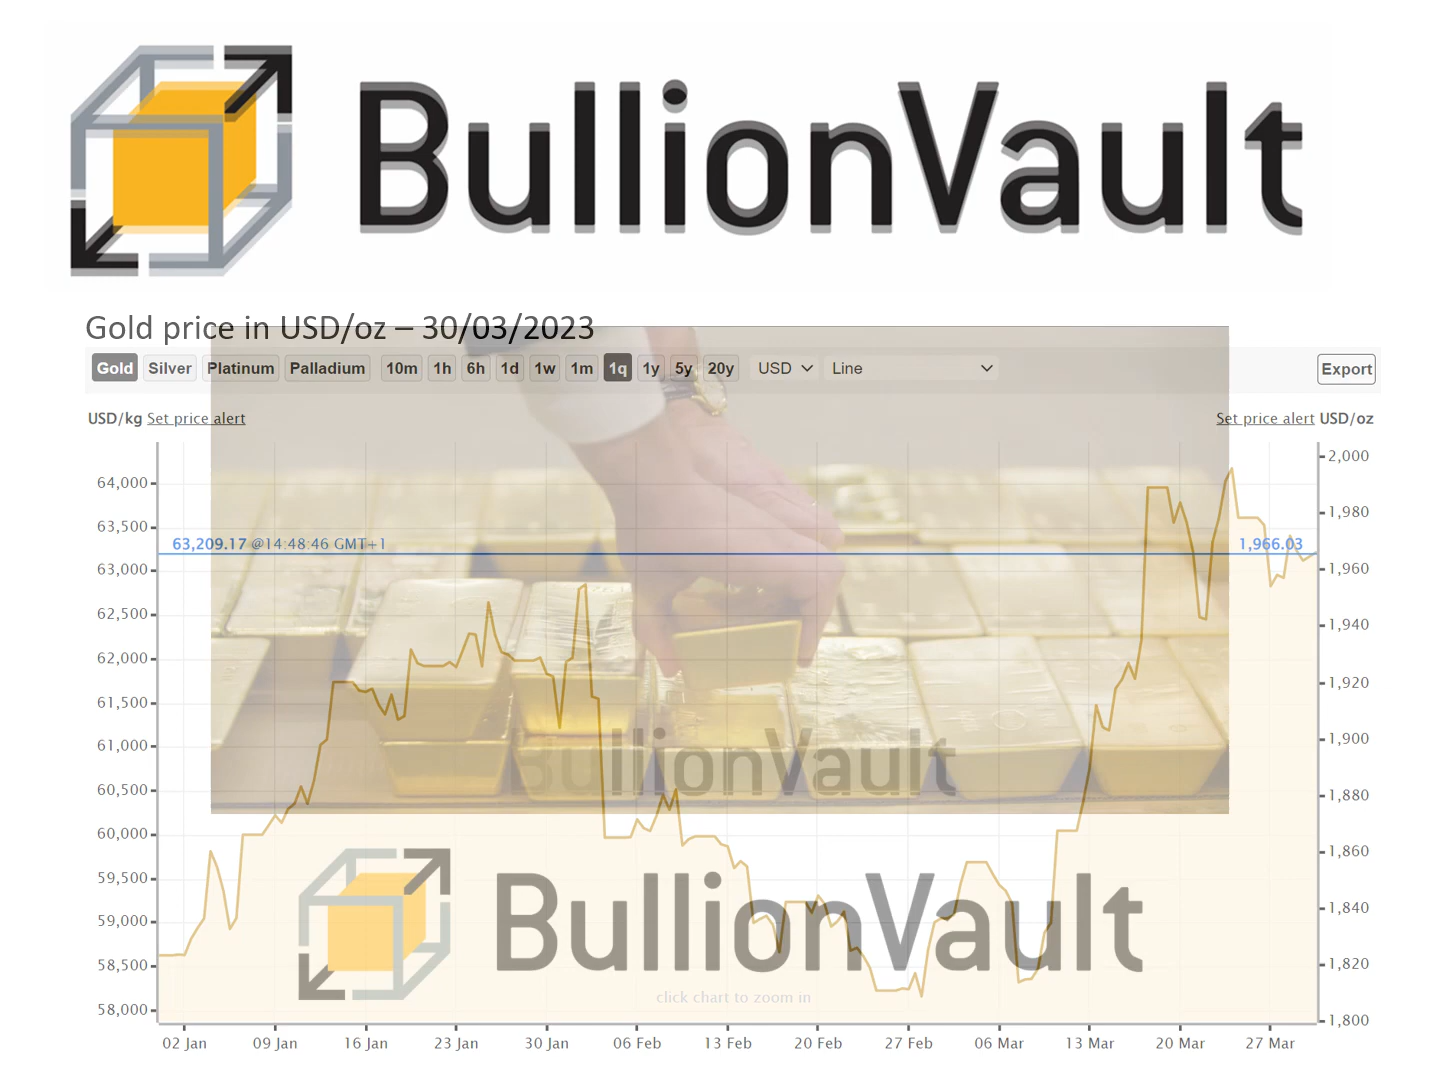 BullionVault
Gold price in USD/oz – 30/03/2023
Gold Silver Platinum Palladium 10m 1h 6h 1d 1w 1m 1q 1y 5y 20y USD Line Export
USD/kg Set price alert Set price alert USD/oz
2,000
64,000
1,980
63,500
63,209.17 @14:48:46 GMT+1 1,966.03
63,000 1,960
62,500
1,940
62,000
1,920
61,500
61,000 1,900
BullionVault
60,500 1,880
60,000
1,860
59,500
BullionVault
59,000 1,840
58,500 1,820
click chart to zoom in
58,000 1,800
02 Jan 09 Jan 16 Jan 23 Jan 30 Jan 06 Feb 13 Feb 20 Feb 27 Feb 06 Mar 13 Mar 20 Mar 27 Mar